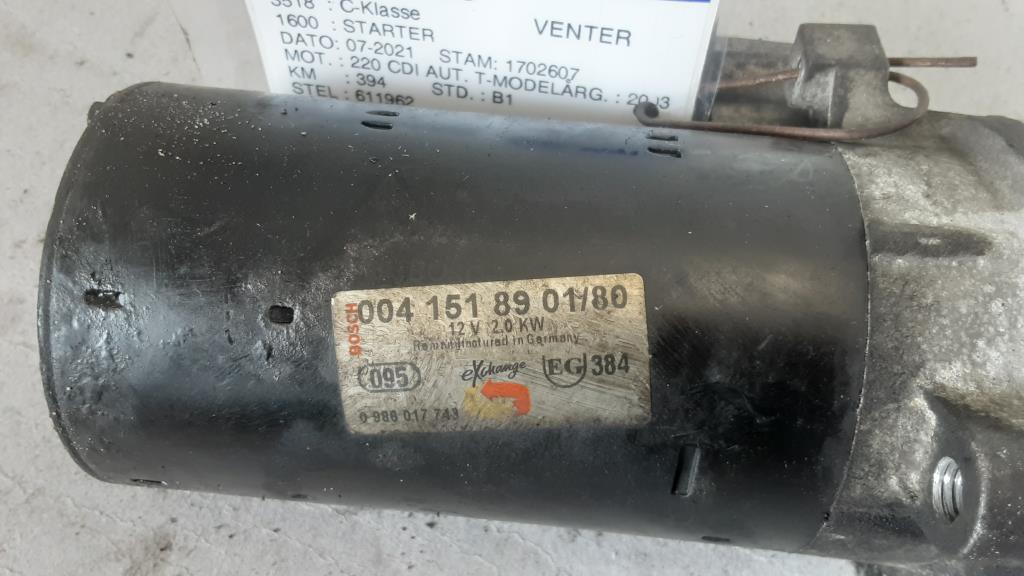 3518 : C-Klasse
1600 : STARTER VENTER
DATO: 07-2021 STAM: 1702607
MOT. : 220 CDI AUT. T-MODELÅRG. : 2003
KM : 394 STD. : B1
STEL : 611962
BOSCH
004 151 89 01/80
12 V 2.0 KW
Remanufactured in Germany
095 eXchange EG 384
0 986 017 743